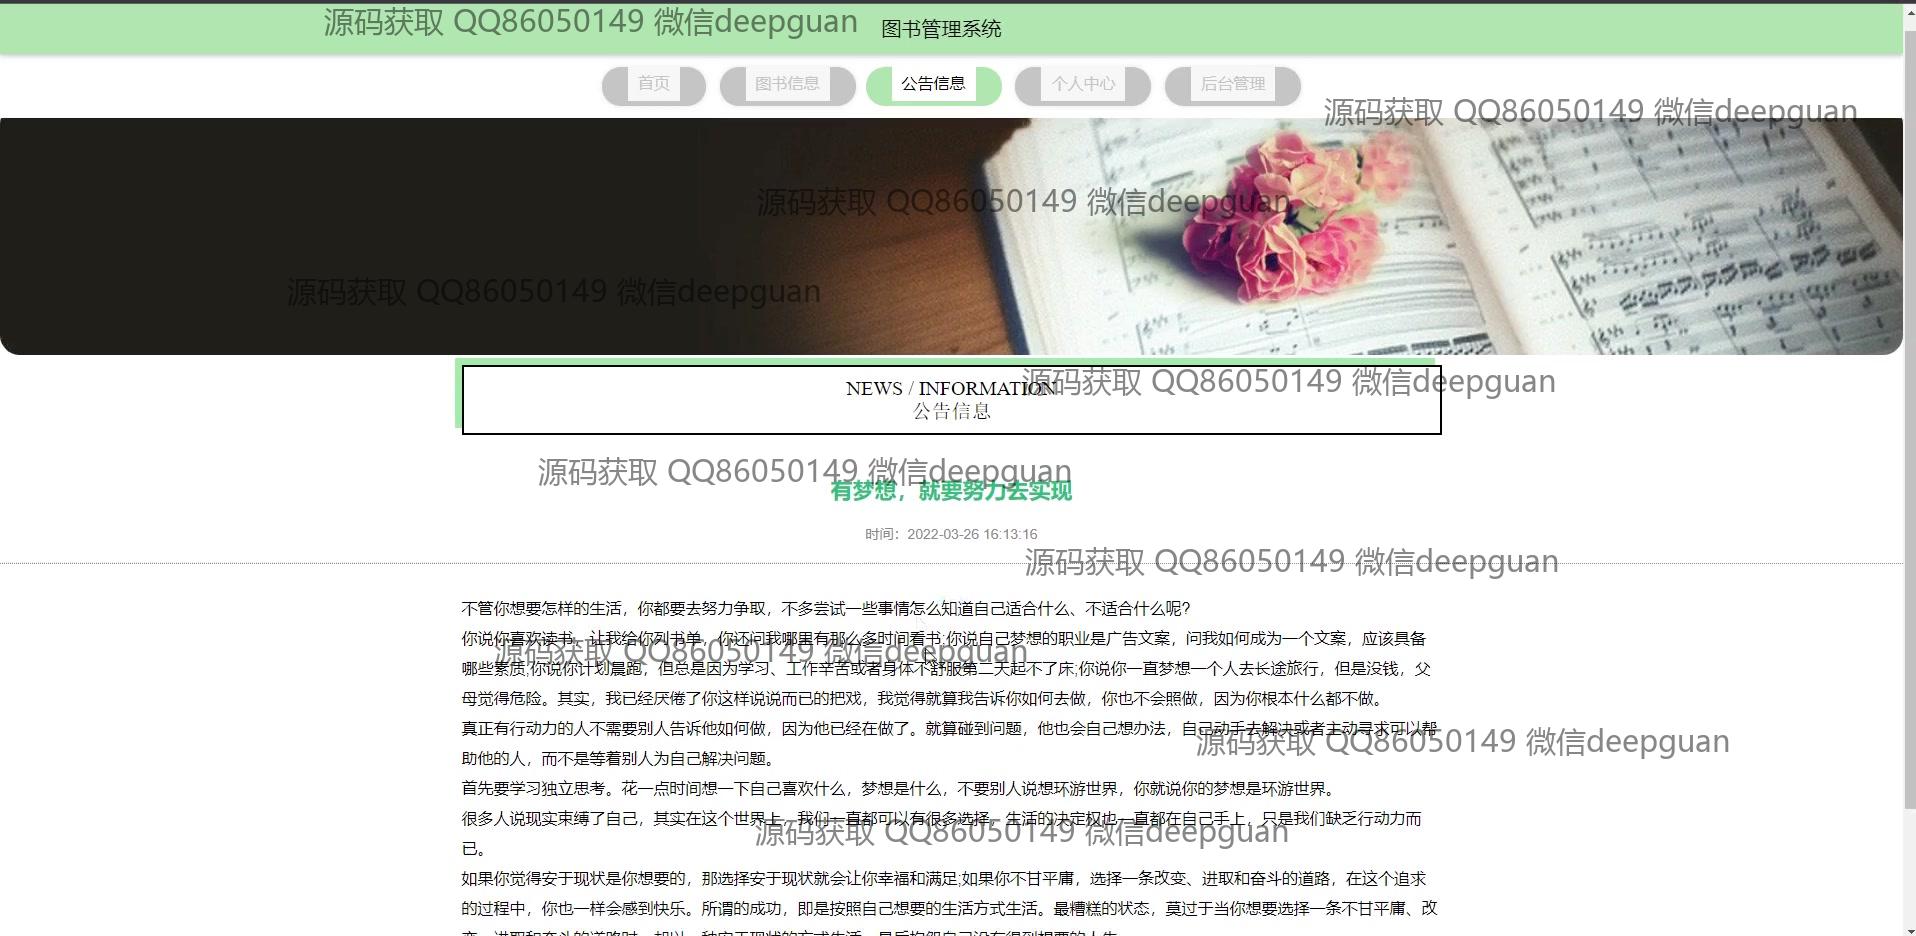 源码获取 QQ86050149 微信deepguan
图书管理系统
首页
图书信息
公告信息
个人中心
后台管理
源码获取 QQ86050149 微信deepguan
源码获取 QQ86050149 微信deepguan
源码获取 QQ86050149 微信deepguan
NEWS / INFORMATION
源码获取 QQ86050149 微信deepguan
公告信息
源码获取 QQ86050149 微信deepguan
有梦想，就要努力去实现
时间：2022-03-26 16:13:16
源码获取 QQ86050149 微信deepguan
不管你想要怎样的生活，你都要去努力争取，不多尝试一些事情怎么知道自己适合什么、不适合什么呢?
你说你喜欢读书，让我给你列书单，你还问我哪里有那么多时间看书;你说自己梦想的职业是广告文案，问我如何成为一个文案，应该具备
源码获取 QQ86050149 微信deepguan
哪些素质;你说你计划晨跑，但总是因为学习、工作辛苦或者身体不舒服第二天起不了床;你说你一直梦想一个人去长途旅行，但是没钱，父
母觉得危险。其实，我已经厌倦了你这样说说而已的把戏，我觉得就算我告诉你如何去做，你也不会照做，因为你根本什么都不做。
真正有行动力的人不需要别人告诉他如何做，因为他已经在做了。就算碰到问题，他也会自己想办法，自己动手去解决或者主动寻求可以帮
源码获取 QQ86050149 微信deepguan
助他的人，而不是等着别人为自己解决问题。
首先要学习独立思考。花一点时间想一下自己喜欢什么，梦想是什么，不要别人说想环游世界，你就说你的梦想是环游世界。
很多人说现实束缚了自己，其实在这个世界上，我们一直都可以有很多选择，生活的决定权也一直都在自己手上，只是我们缺乏行动力而
源码获取 QQ86050149 微信deepguan
已。
如果你觉得安于现状是你想要的，那选择安于现状就会让你幸福和满足;如果你不甘平庸，选择一条改变、进取和奋斗的道路，在这个追求
的过程中，你也一样会感到快乐。所谓的成功，即是按照自己想要的生活方式生活。最糟糕的状态，莫过于当你想要选择一条不甘平庸、改